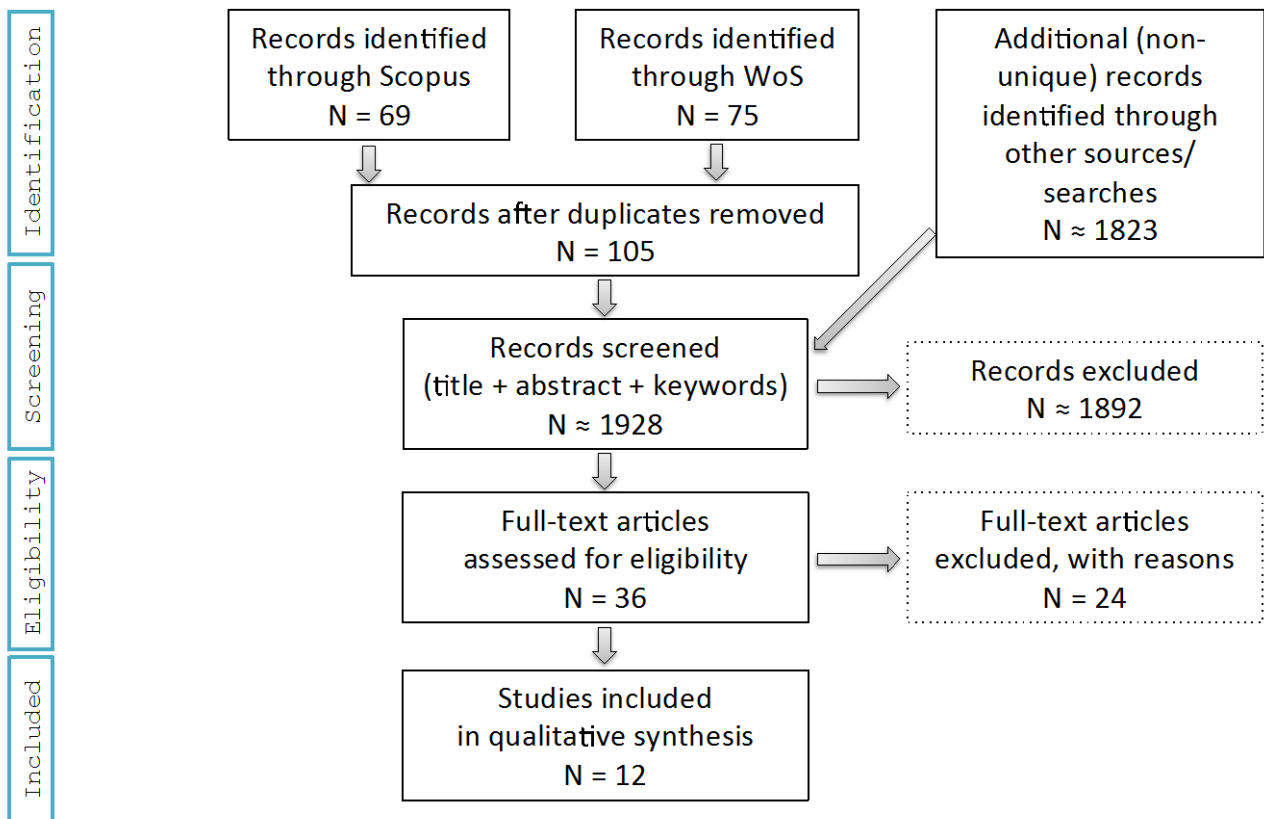 Identification
Records identified
through Scopus
N = 69
Records identified
through WoS
N = 75
Additional (non-
unique) records
identified through
other sources/
searches
N ≈ 1823
Records after duplicates removed
N = 105
Screening
Records screened
(title + abstract + keywords)
N ≈ 1928
Records excluded
N ≈ 1892
Eligibility
Full-text articles
assessed for eligibility
N = 36
Full-text articles
excluded, with reasons
N = 24
Included
Studies included
in qualitative synthesis
N = 12